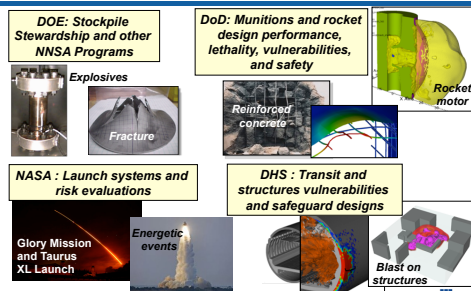 DOE: Stockpile
Stewardship and other
NNSA Programs
Explosives
Fracture
DoD: Munitions and rocket
design performance,
lethality, vulnerabilities,
and safety
Reinforced
concrete
Rocket
motor
NASA : Launch systems and
risk evaluations
Glory Mission
and Taurus
XL Launch
Energetic
events
DHS : Transit and
structures vulnerabilities
and safeguard designs
Blast on
structures